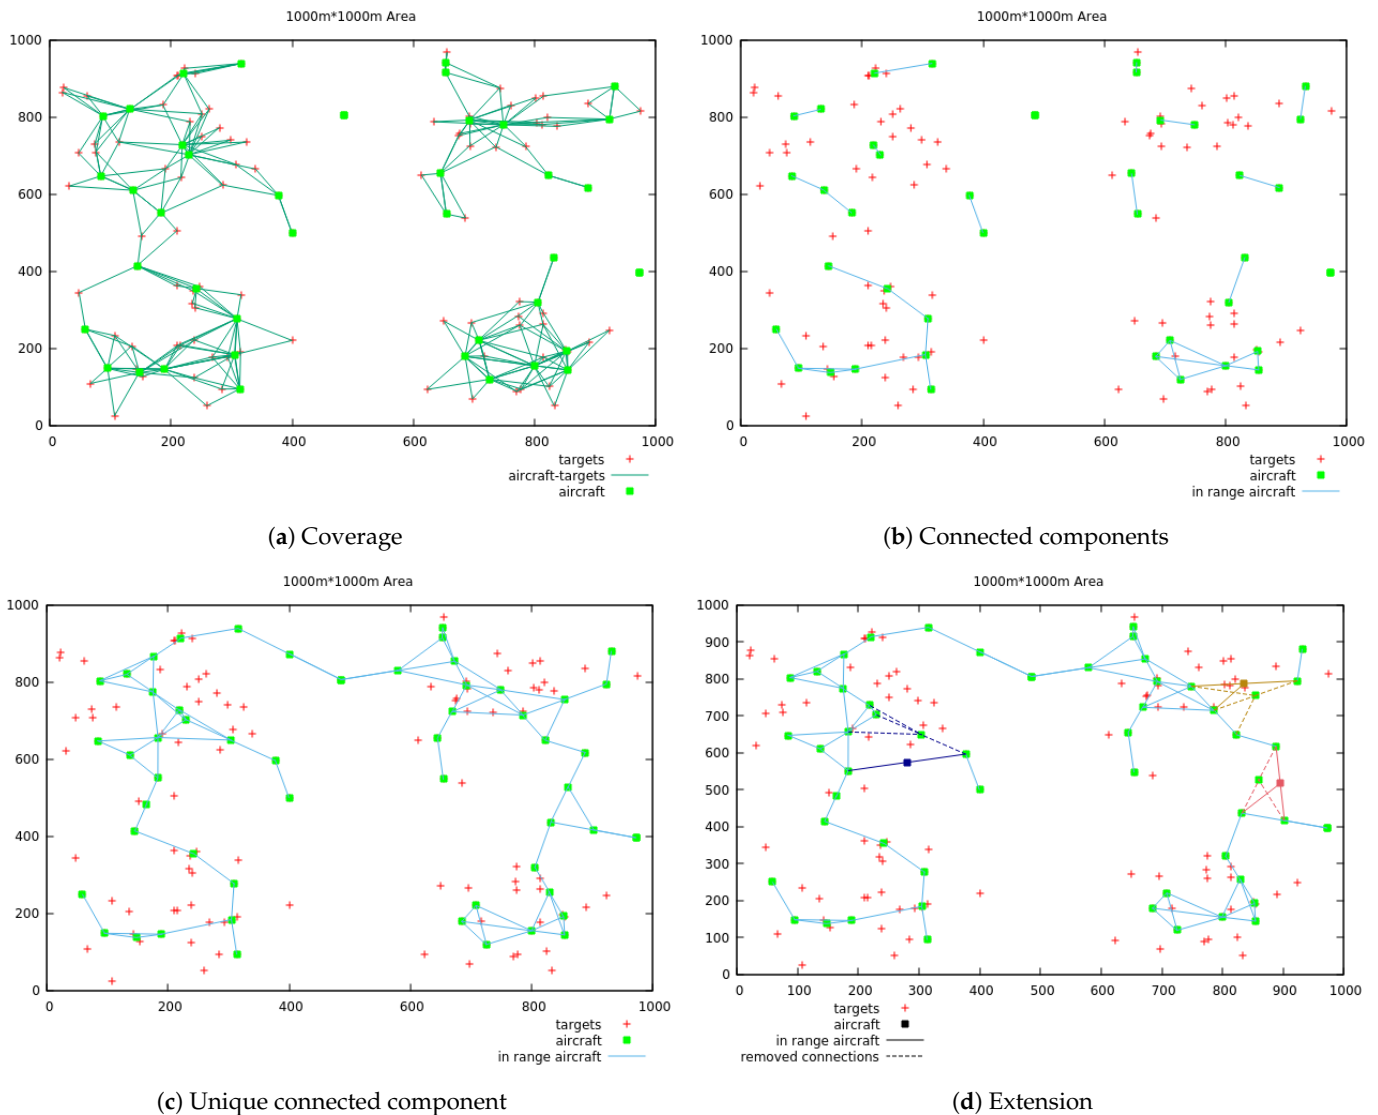 1000m*1000m Area
1000
800
600
400
200
0
0 200 400 600 800 1000
targets
aircraft-targets
aircraft
(a) Coverage
1000m*1000m Area
1000
800
600
400
200
0
0 200 400 600 800 1000
targets
aircraft
in range aircraft
(b) Connected components
1000m*1000m Area
1000
800
600
400
200
0
0 200 400 600 800 1000
targets
aircraft
in range aircraft
(c) Unique connected component
1000m*1000m Area
1000
900
800
700
600
500
400
300
200
100
0
0 100 200 300 400 500 600 700 800 900 1000
targets
aircraft
in range aircraft
removed connections
(d) Extension